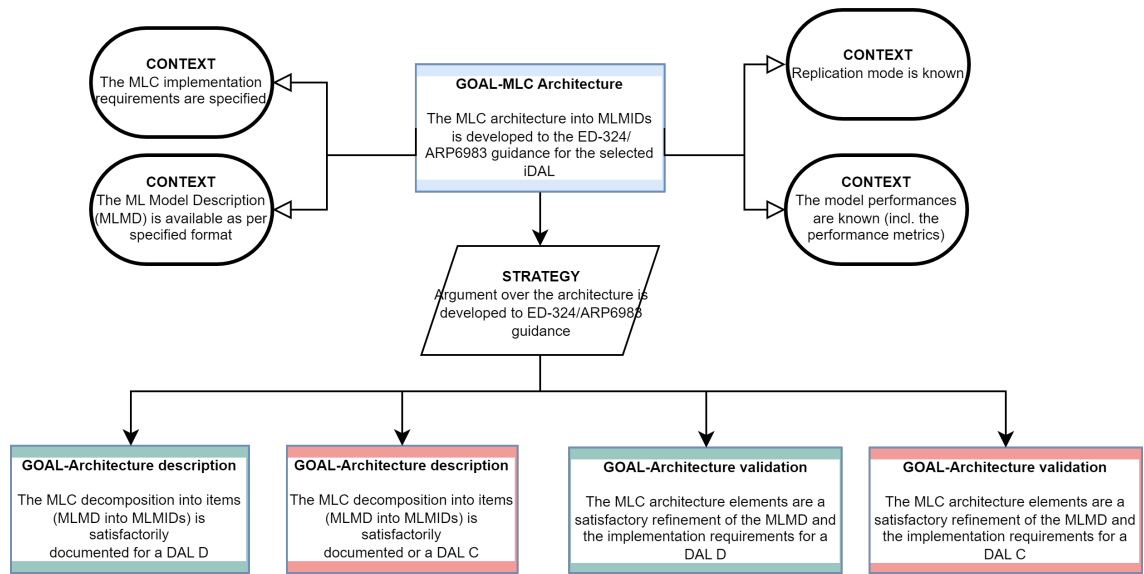 CONTEXT
The MLC implementation
requirements are specified
CONTEXT
The ML Model Description
(MLMD) is available as per
specified format
GOAL-MLC Architecture
The MLC architecture into MLMIDs
is developed to the ED-324/
ARP6983 guidance for the selected
iDAL
CONTEXT
Replication mode is known
CONTEXT
The model performances
are known (incl. the
performance metrics)
STRATEGY
Argument over the architecture is
developed to ED-324/ARP6983
guidance
GOAL-Architecture description
The MLC decomposition into items
(MLMD into MLMIDs) is
satisfactorily
documented for a DAL D
GOAL-Architecture description
The MLC decomposition into items
(MLMD into MLMIDs) is
satisfactorily
documented or a DAL C
GOAL-Architecture validation
The MLC architecture elements are a
satisfactory refinement of the MLMD and
the implementation requirements for a
DAL D
GOAL-Architecture validation
The MLC architecture elements are a
satisfactory refinement of the MLMD and
the implementation requirements for a
DAL C